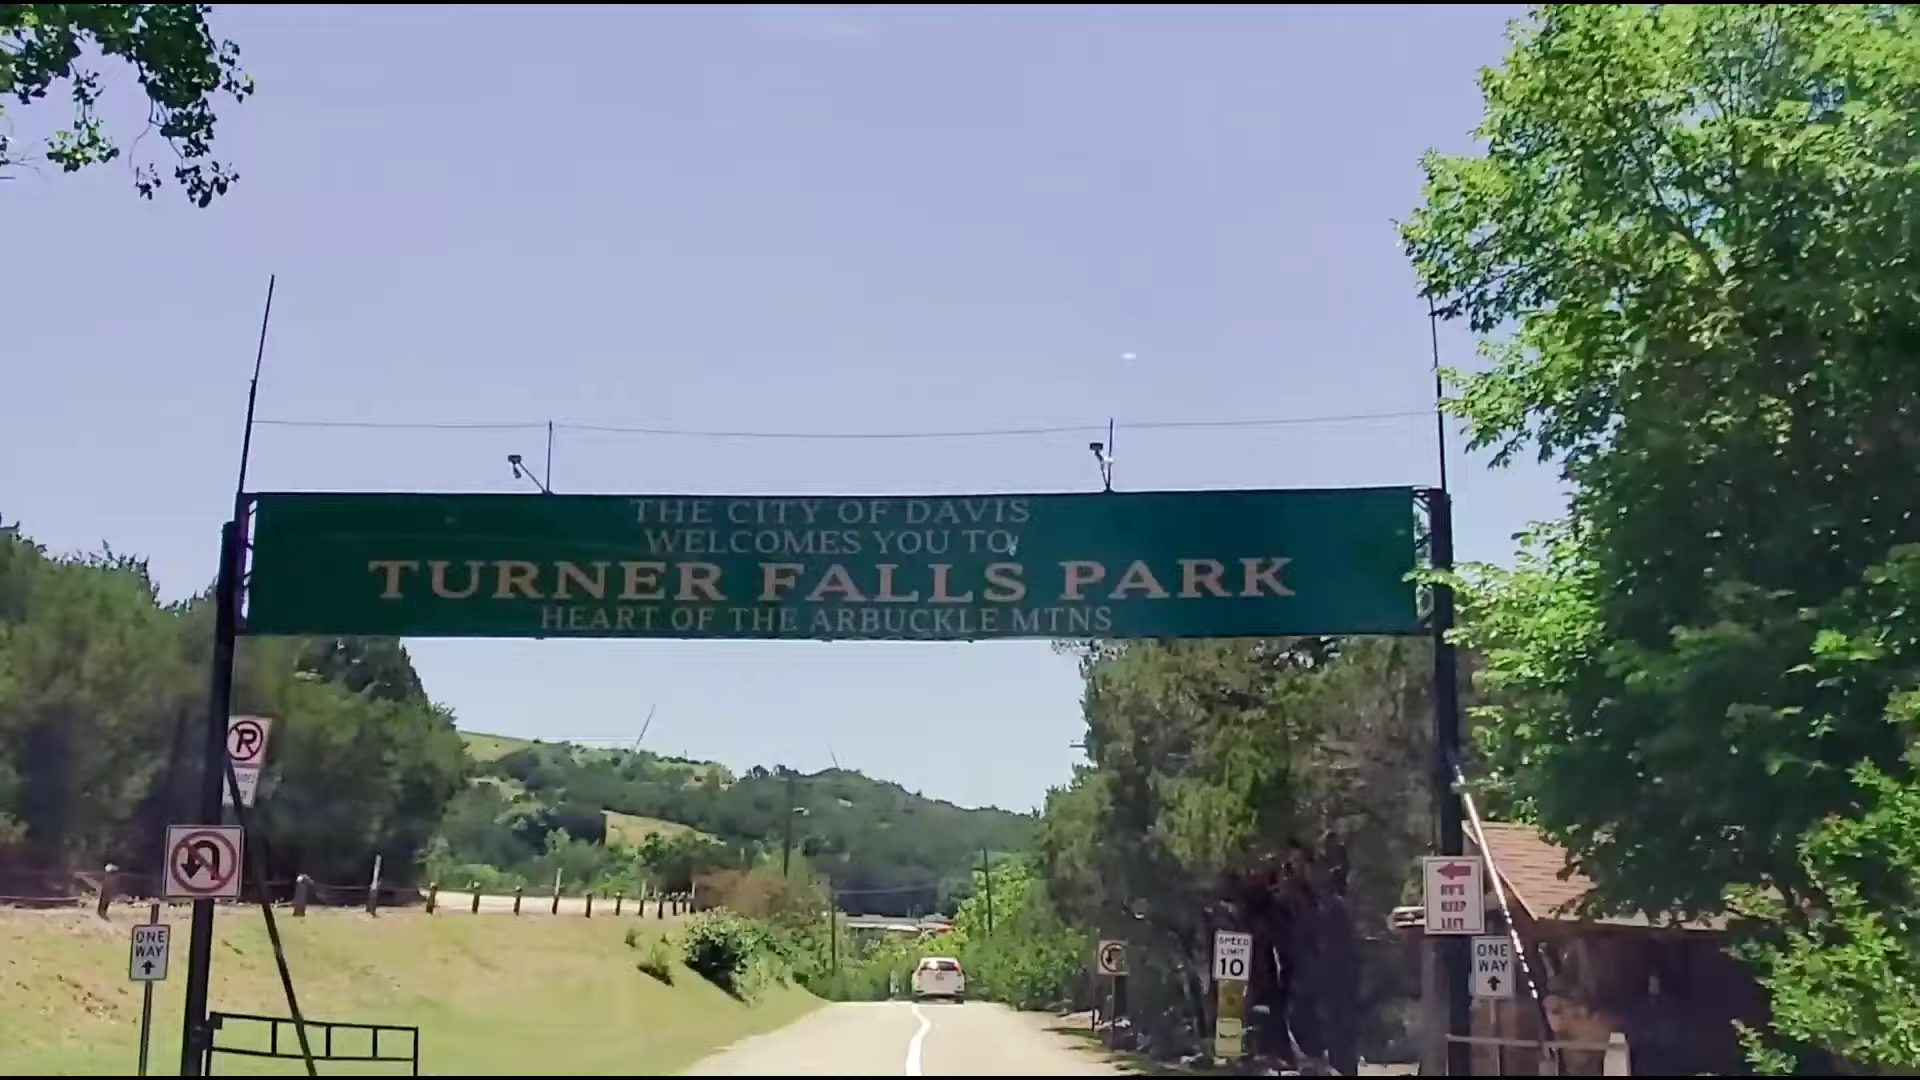 THE CITY OF DAVIS
WELCOMES YOU TO
TURNER FALLS PARK
HEART OF THE ARBUCKLE MTNS
P
ONE
WAY
RV'S
KEEP
LEFT
ONE
WAY
SPEED
LIMIT
10